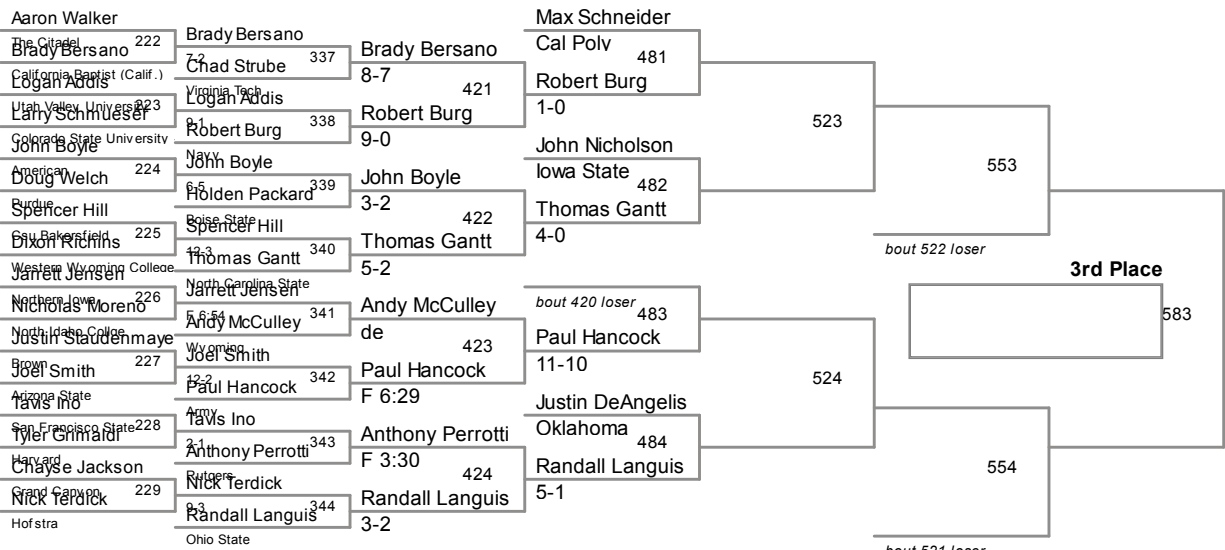 Aaron Walker
The Citadel
222
Brady Bersano
California Baptist (Calif.)
Logan Addis
Utah Valley University
223
Larry Schmueser
Colorado State University
John Boyle
American
224
Doug Welch
Purdue
Spencer Hill
Csu Bakersfield
225
Dixon Richins
Western Wyoming College
Jarrett Jensen
Northern Iowa
226
Nicholas Moreno
North Idaho Collge
Justin Staudenmaye
Brown
227
Joel Smith
Arizona State
Tavis Ino
San Francisco State
228
Tyler Grimaldi
Harvard
Chayse Jackson
Grand Canyon
229
Nick Terdick
Hofstra
Brady Bersano
7-2
337
Chad Strube
Virginia Tech
Logan Addis
9-1
338
Robert Burg
Navy
John Boyle
6-5
339
Holden Packard
Boise State
Spencer Hill
12-3
340
Thomas Gantt
North Carolina State
Jarrett Jensen
F 6:54
341
Andy McCulley
Wyoming
Joel Smith
12-2
342
Paul Hancock
Army
Tavis Ino
2-1
343
Anthony Perrotti
Rutgers
Nick Terdick
9-3
344
Randall Languis
Ohio State
Brady Bersano
8-7
421
Robert Burg
9-0
John Boyle
3-2
422
Thomas Gantt
5-2
Andy McCulley
de
423
Paul Hancock
F 6:29
Anthony Perrotti
F 3:30
424
Randall Languis
3-2
Max Schneider
Cal Poly
481
Robert Burg
1-0
John Nicholson
Iowa State
482
Thomas Gantt
4-0
bout 420 loser
483
Paul Hancock
11-10
Justin DeAngelis
Oklahoma
484
Randall Languis
5-1
523
524
553
bout 522 loser
554
bout 521 loser
3rd Place
583